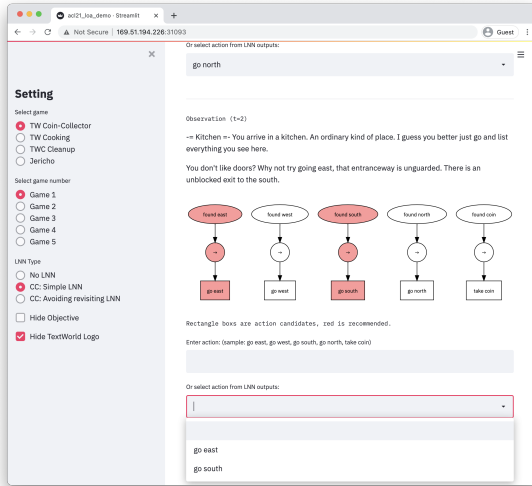 acl21_loa_demo · Streamlit
Not Secure | 169.51.194.226:31093
Guest
Setting
Select game
TW Coin-Collector
TW Cooking
TWC Cleanup
Jericho
Select game number
Game 1
Game 2
Game 3
Game 4
Game 5
LNN Type
No LNN
CC: Simple LNN
CC: Avoiding revisiting LNN
Hide Objective
Hide TextWorld Logo
Or select action from LNN outputs:
go north
Observation (t=2)
-= Kitchen =- You arrive in a kitchen. An ordinary kind of place. I guess you better just go and list
everything you see here.
You don't like doors? Why not try going east, that entranceway is unguarded. There is an
unblocked exit to the south.
found east found west found south found north found coin
→ → → → →
go east go west go south go north take coin
Rectangle boxs are action candidates, red is recommended.
Enter action: (sample: go east, go west, go south, go north, take coin)
Or select action from LNN outputs:
go east
go south